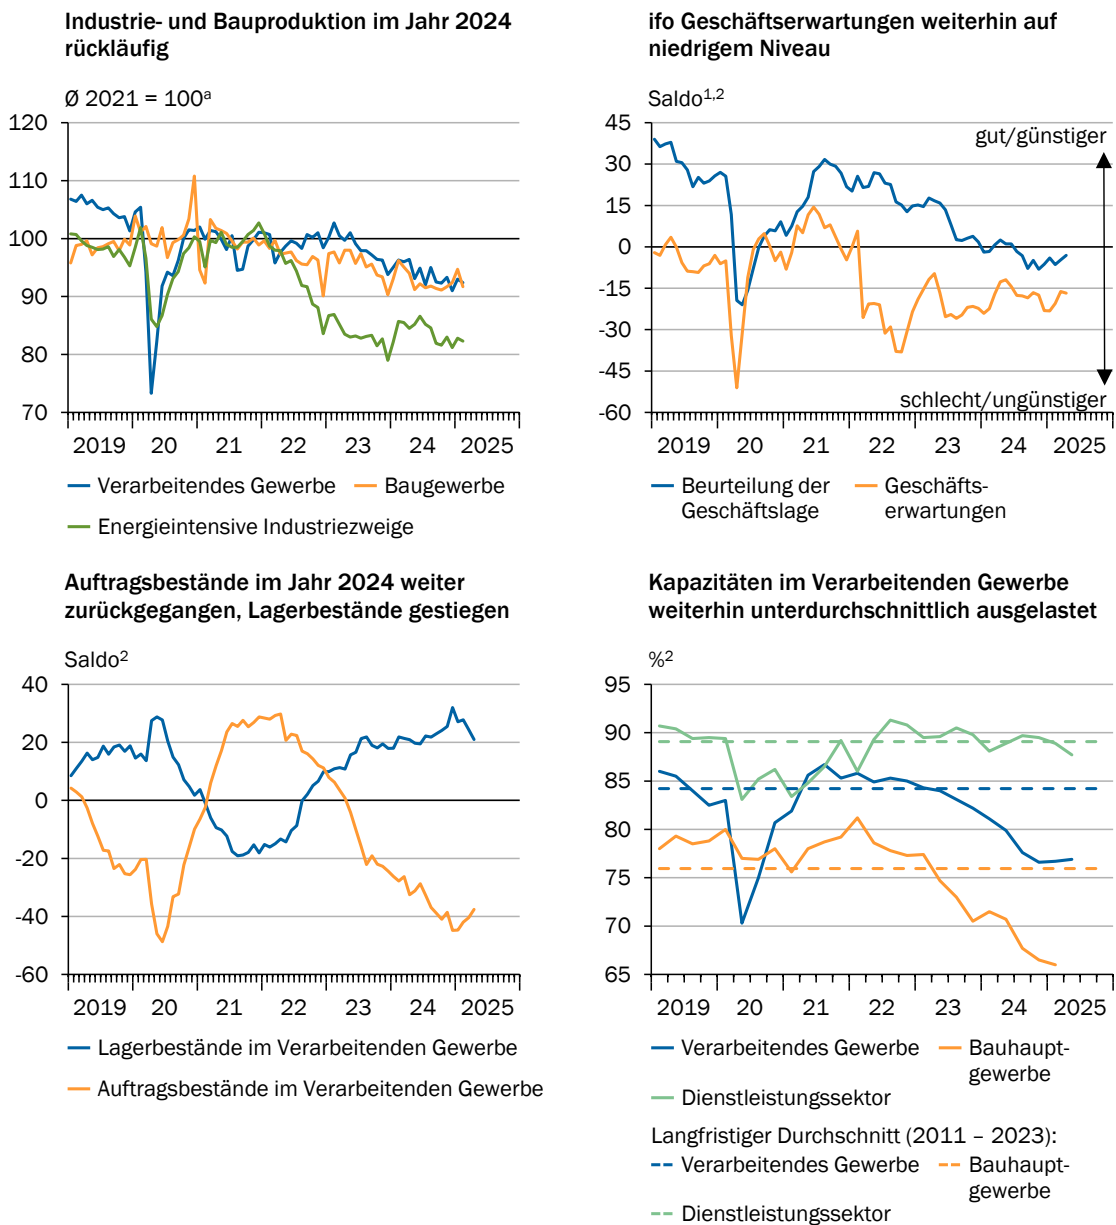 Industrie- und Bauproduktion im Jahr 2024
rückläufig
Ø 2021 = 100ᵃ
120
110
100
90
80
70
2019 20 21 22 23 24 2025
Verarbeitendes Gewerbe Baugewerbe
Energieintensive Industriezweige
ifo Geschäftserwartungen weiterhin auf
niedrigem Niveau
Saldo¹,²
45
30
15
0
-15
-30
-45
-60
gut/günstiger
schlecht/ungünstiger
2019 20 21 22 23 24 2025
Beurteilung der
Geschäftslage
Geschäfts-
erwartungen
Auftragsbestände im Jahr 2024 weiter
zurückgegangen, Lagerbestände gestiegen
Saldo²
40
20
0
-20
-40
-60
2019 20 21 22 23 24 2025
Lagerbestände im Verarbeitenden Gewerbe
Auftragsbestände im Verarbeitenden Gewerbe
Kapazitäten im Verarbeitenden Gewerbe
weiterhin unterdurchschnittlich ausgelastet
%²
95
90
85
80
75
70
65
2019 20 21 22 23 24 2025
Verarbeitendes Gewerbe
Bauhaupt-
gewerbe
Dienstleistungssektor
Langfristiger Durchschnitt (2011 – 2023):
Verarbeitendes Gewerbe
Bauhaupt-
gewerbe
Dienstleistungssektor